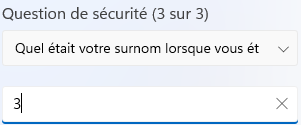 Question de sécurité (3 sur 3)
Quel était votre surnom lorsque vous ét
3